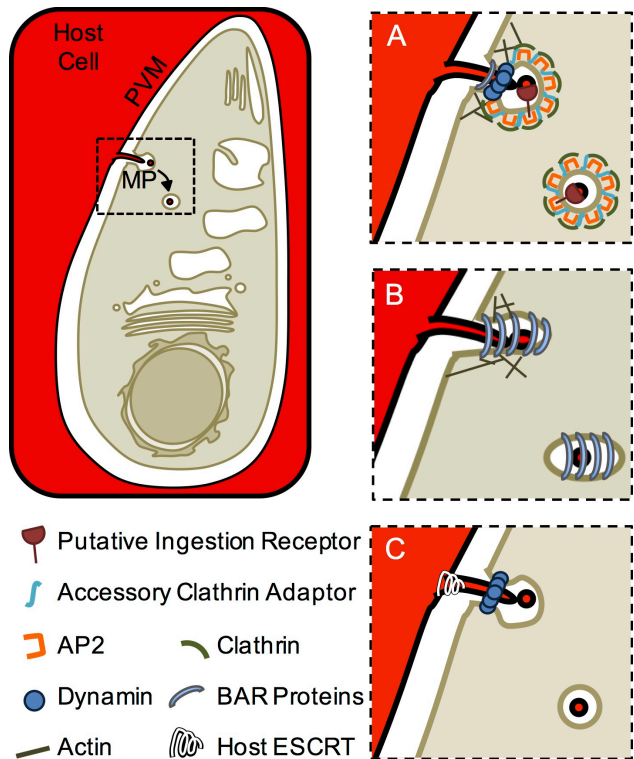 Host
Cell
PVM
MP
A
B
C
Putative Ingestion Receptor
Accessory Clathrin Adaptor
AP2
Clathrin
Dynamin
BAR Proteins
Actin
Host ESCRT